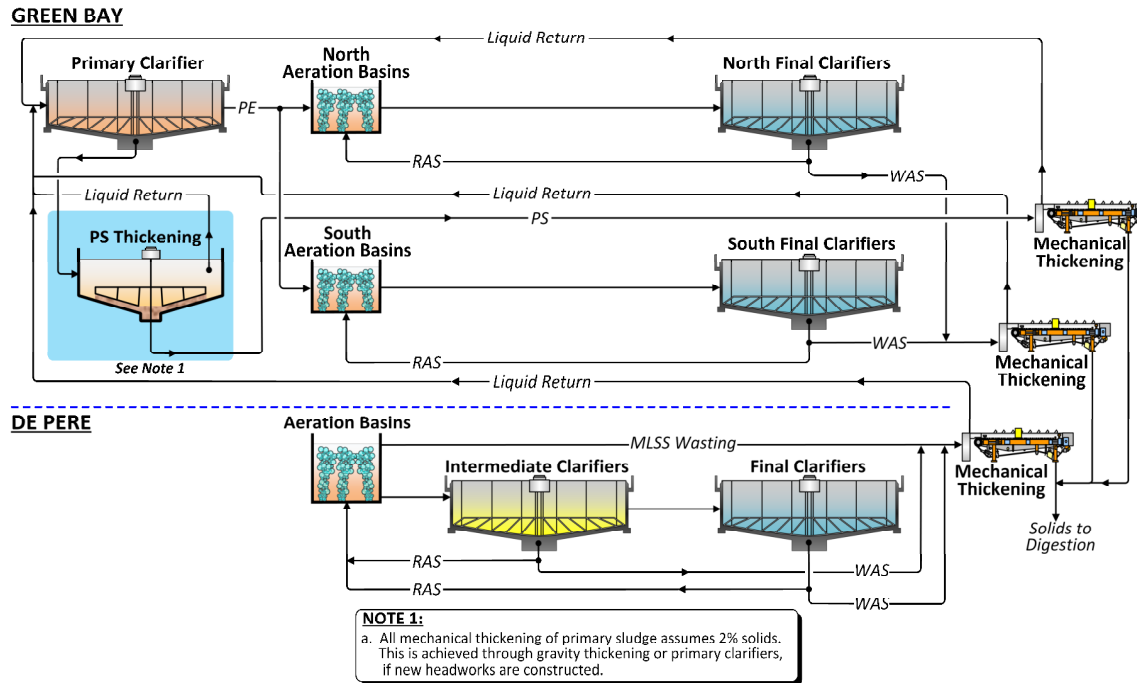 GREEN BAY
Liquid Return
Primary Clarifier
North
Aeration Basins
North Final Clarifiers
PE
RAS
WAS
Liquid Return
Liquid Return
PS
PS Thickening
South
Aeration Basins
South Final Clarifiers
Mechanical
Thickening
RAS
WAS
See Note 1
Mechanical
Thickening
Liquid Return
DE PERE
Aeration Basins
MLSS Wasting
Intermediate Clarifiers
Final Clarifiers
Mechanical
Thickening
Solids to
Digestion
RAS
WAS
RAS
WAS
NOTE 1:
a. All mechanical thickening of primary sludge assumes 2% solids.
This is achieved through gravity thickening or primary clarifiers,
if new headworks are constructed.